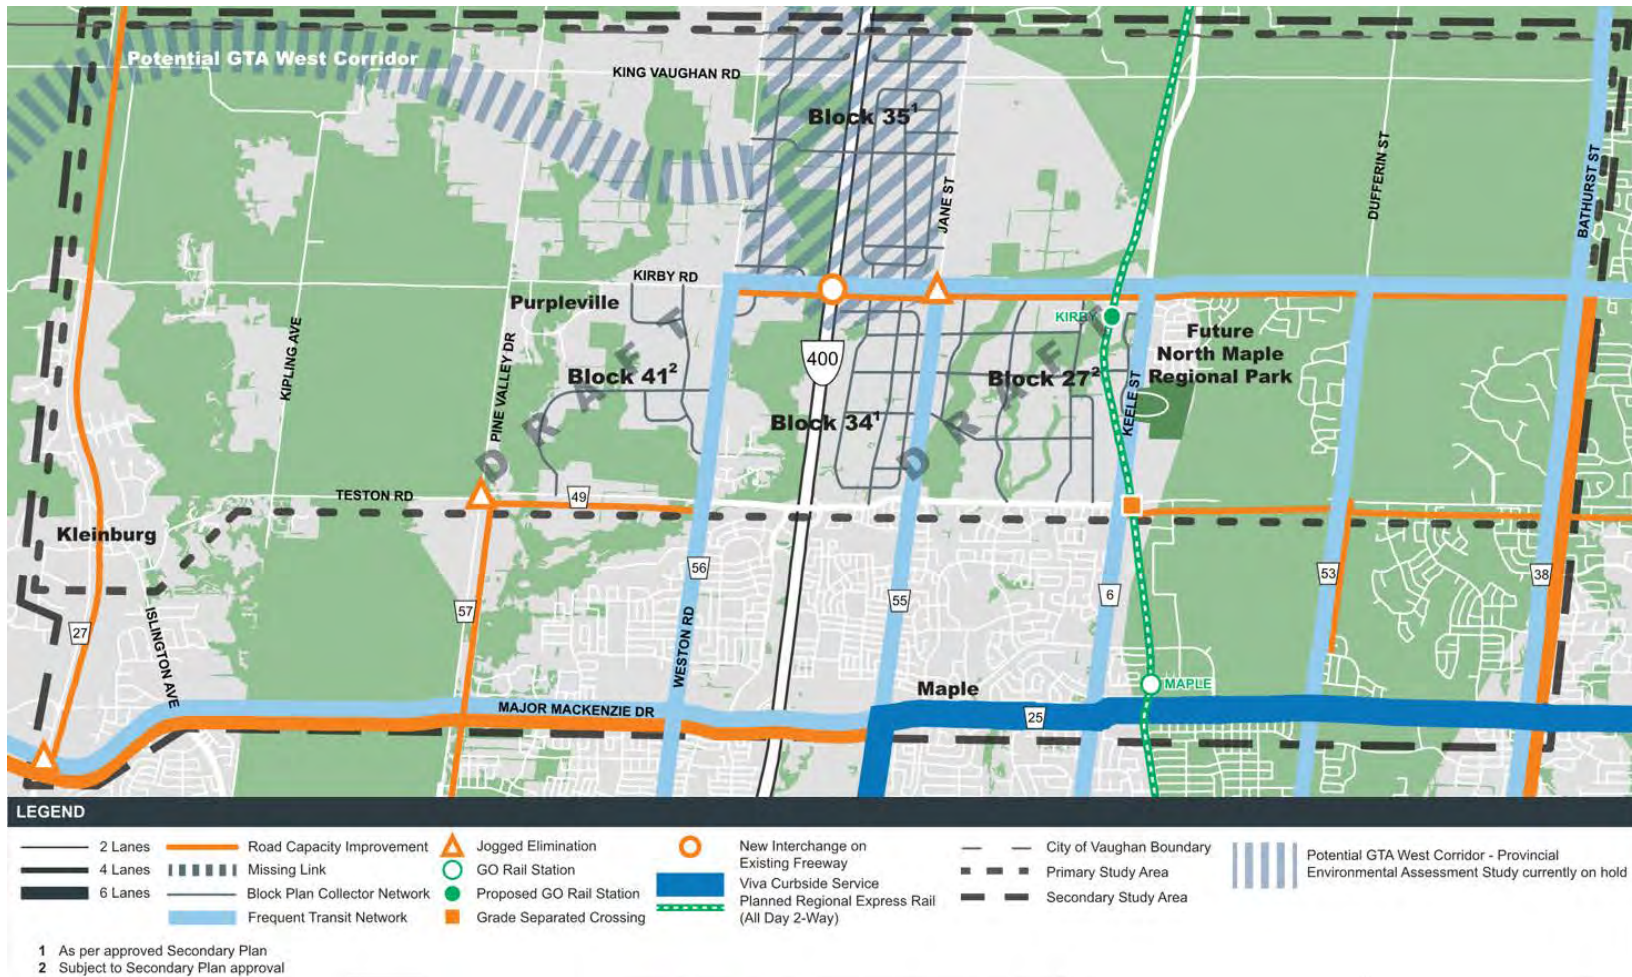 Potential GTA West Corridor
KING VAUGHAN RD
Block 35¹
JANE ST
DUFFERIN ST
BATHURST ST
KIRBY RD
Purpleville
KIPLING AVE
PINE VALLEY DR
DRAFT
Block 41²
400
Block 34¹
DRAFT
Block 27²
KIRBY
KEELE ST
Future
North Maple
Regional Park
TESTON RD
49
Kleinburg
27
ISLINGTON AVE
57
56
WESTON RD
55
6
53
38
MAJOR MACKENZIE DR
Maple
MAPLE
25
LEGEND
2 Lanes
4 Lanes
6 Lanes
Road Capacity Improvement
Missing Link
Block Plan Collector Network
Frequent Transit Network
Jogged Elimination
GO Rail Station
Proposed GO Rail Station
Grade Separated Crossing
New Interchange on
Existing Freeway
Viva Curbside Service
Planned Regional Express Rail
(All Day 2-Way)
City of Vaughan Boundary
Primary Study Area
Secondary Study Area
Potential GTA West Corridor - Provincial
Environmental Assessment Study currently on hold
1 As per approved Secondary Plan
2 Subject to Secondary Plan approval